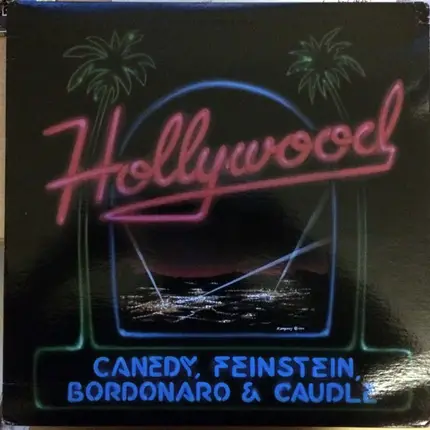 Hollywood
CANEDY, FEINSTEIN,
BORDONARO & CAUDLE